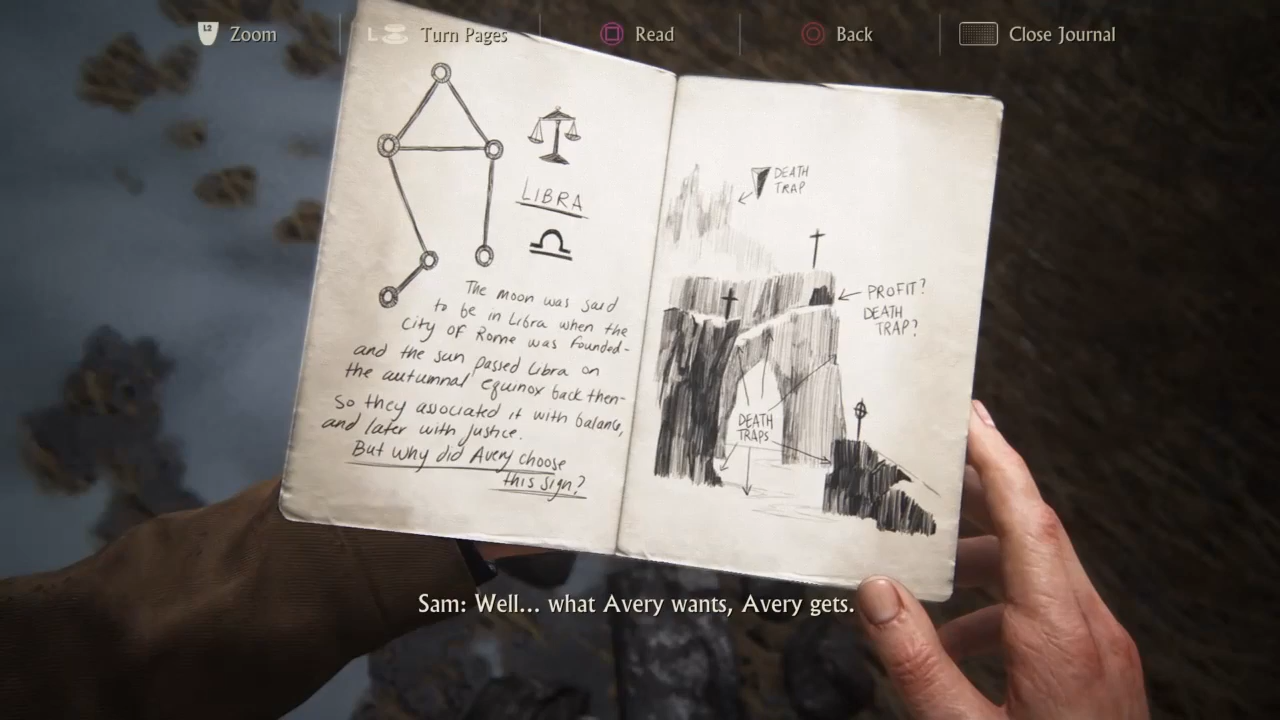 L2 Zoom
L Turn Pages
Read
Back
Close Journal
LIBRA
The Moon was said
to be in Libra when the
City of Rome was founded-
and the sun passed Libra on
the autumnal equinox back then-
So they associated it with balance,
and later with justice.
But why did Avery choose
this sign?
DEATH
TRAP
PROFIT?
DEATH
TRAP?
DEATH
TRAPS
Sam: Well... what Avery wants, Avery gets.